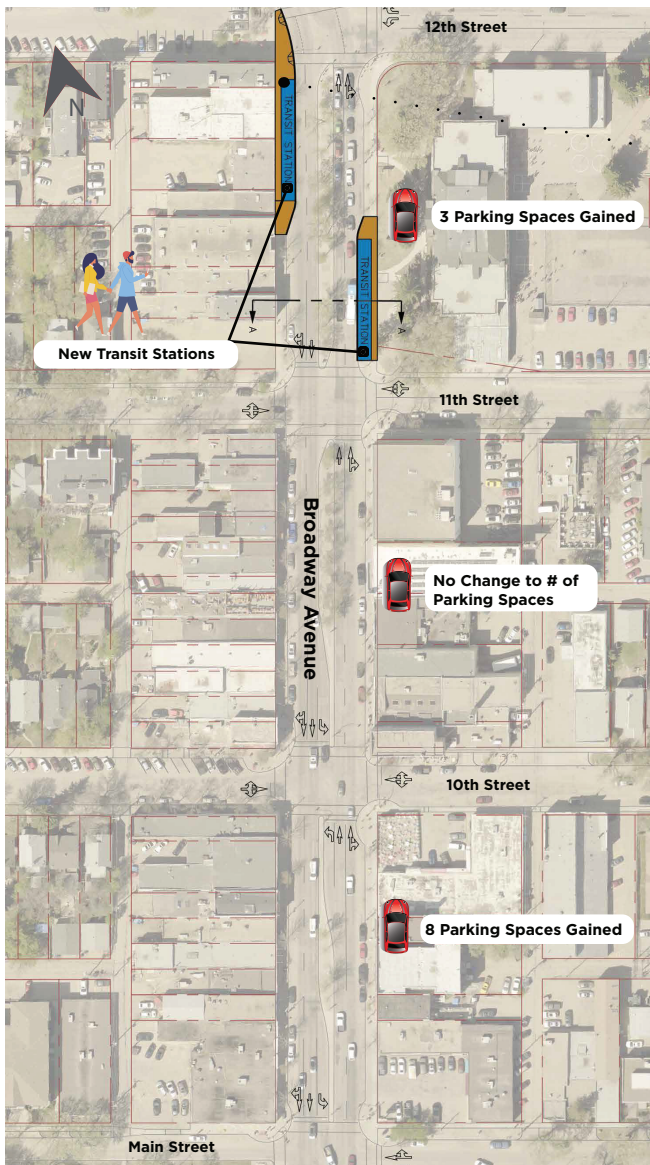 12th Street
N
TRANSIT STATION
3 Parking Spaces Gained
TRANSIT STATION
A
A
New Transit Stations
11th Street
Broadway Avenue
No Change to # of
Parking Spaces
10th Street
8 Parking Spaces Gained
Main Street